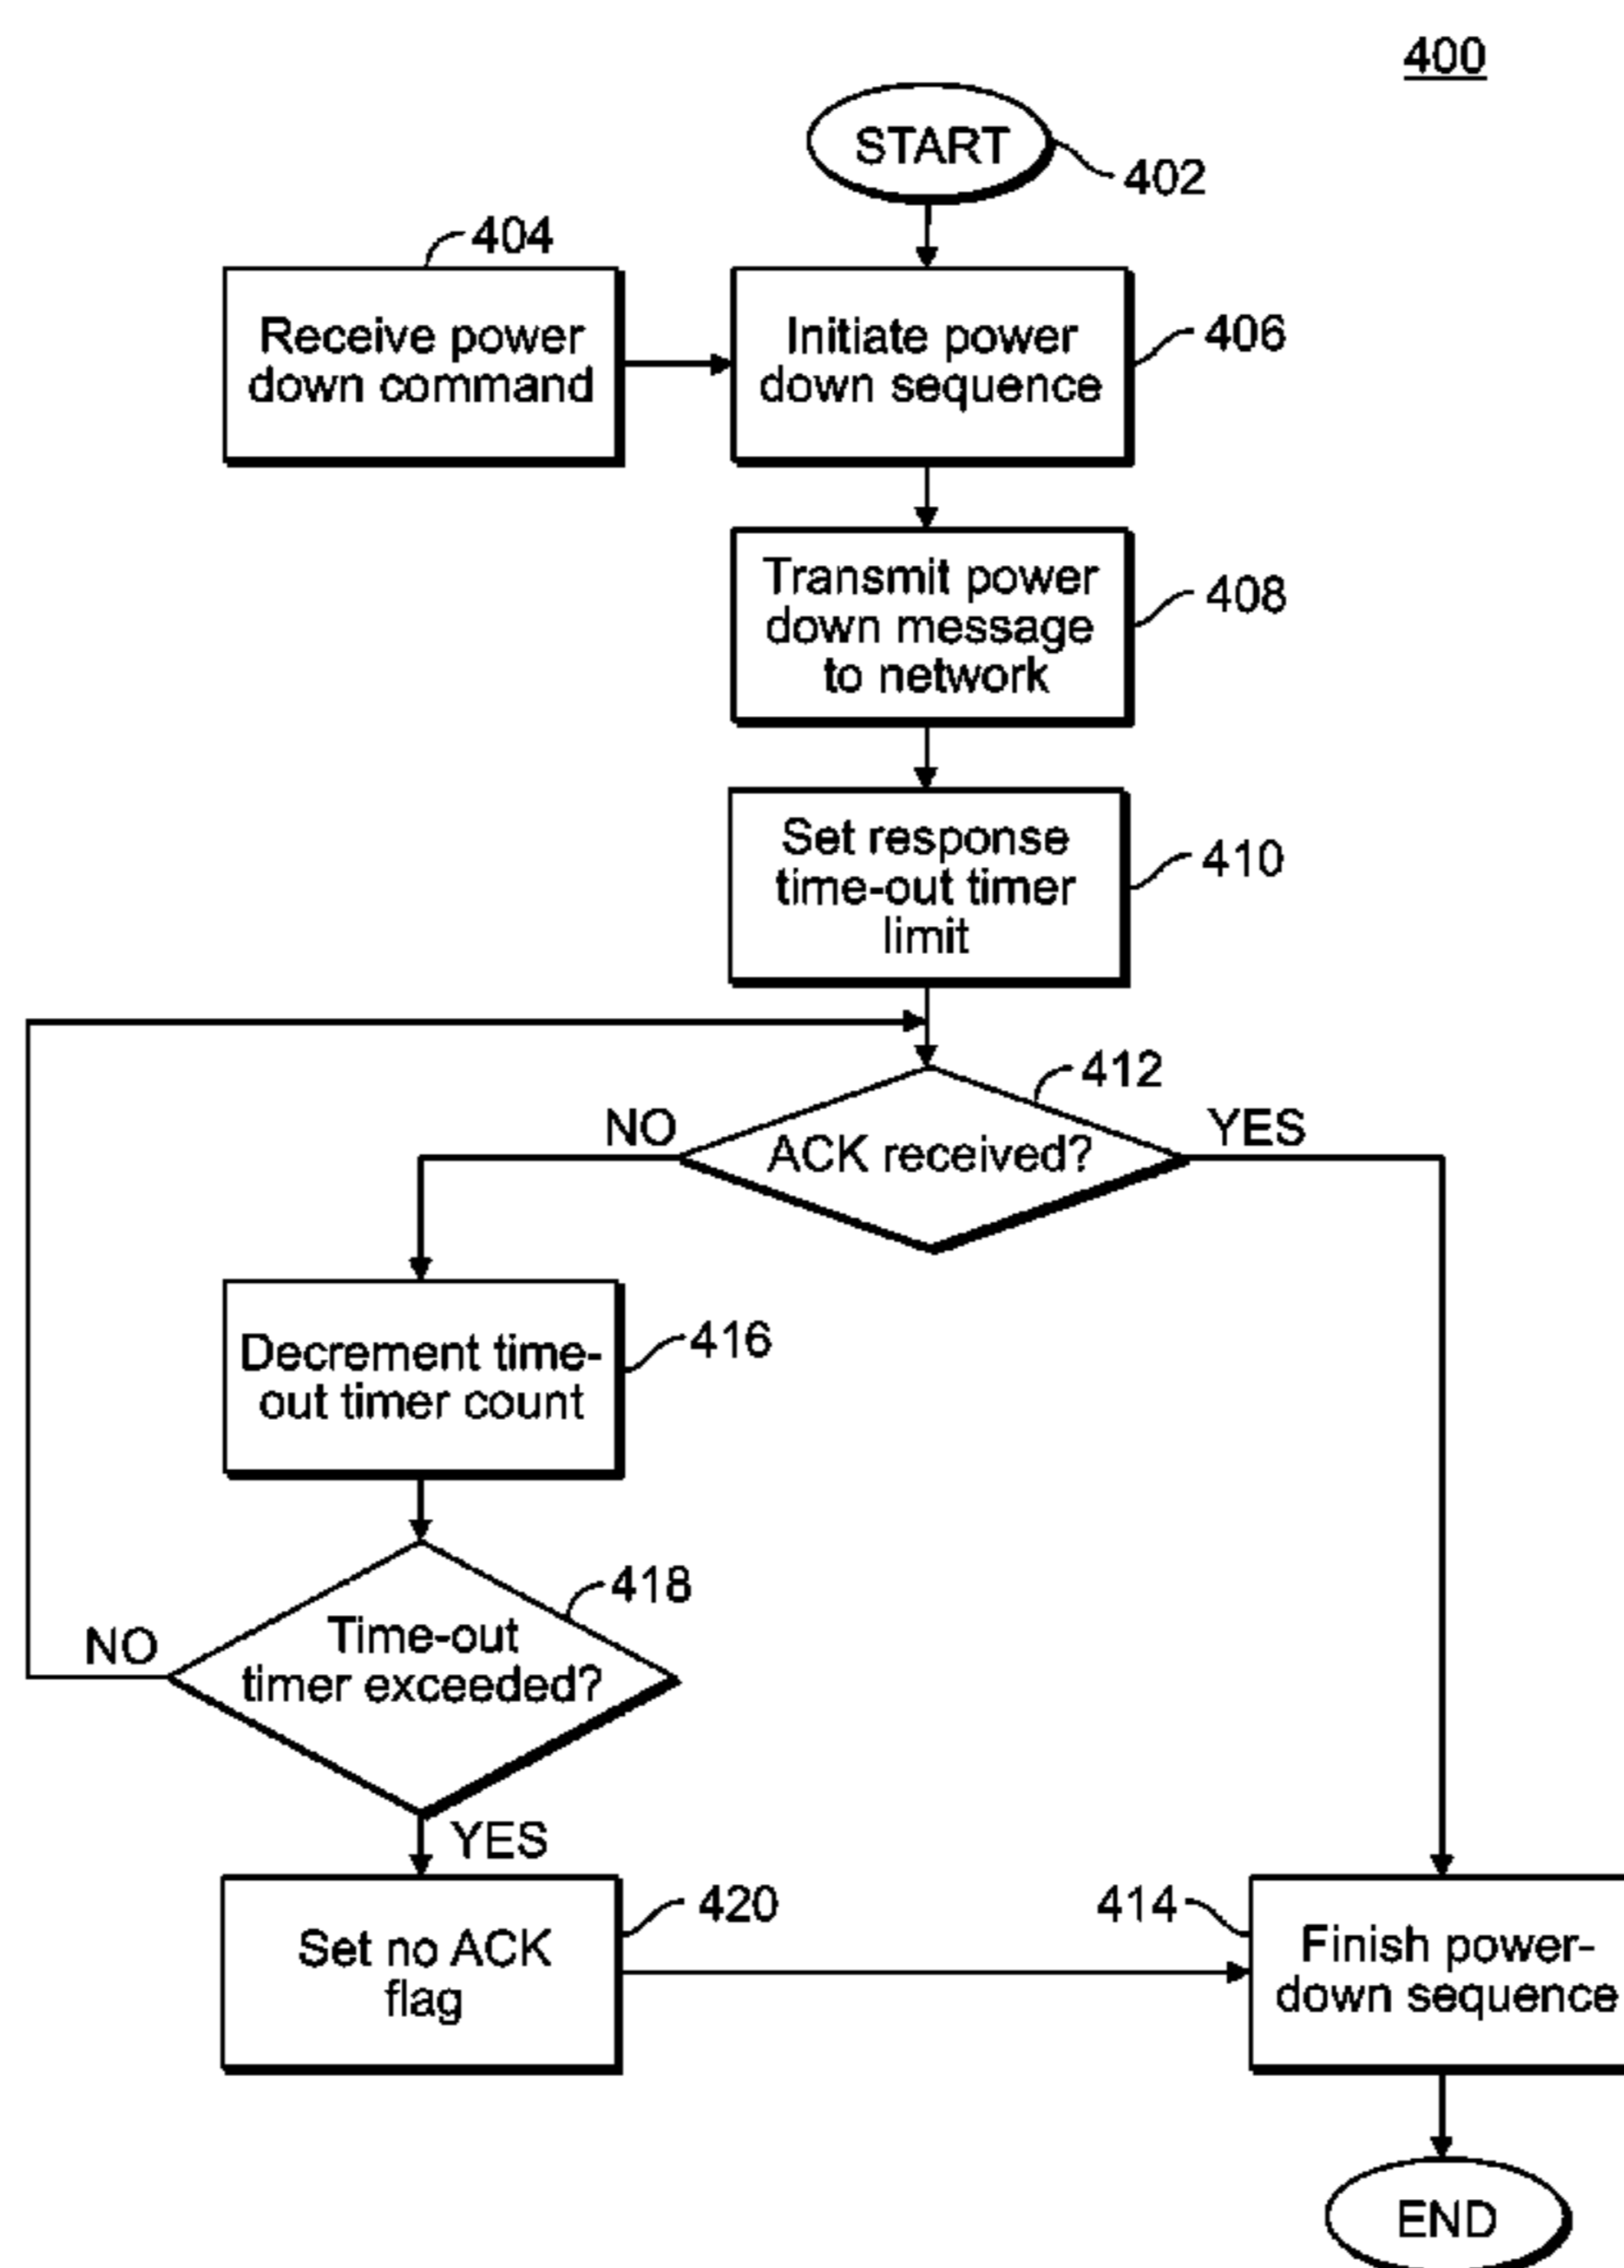 400
START
402
404
Receive power
down command
Initiate power
down sequence
406
Transmit power
down message
to network
408
Set response
time-out timer
limit
410
412
NO
ACK received?
YES
Decrement time-
out timer count
416
418
NO
Time-out
timer exceeded?
YES
Set no ACK
flag
420
414
Finish power-
down sequence
END